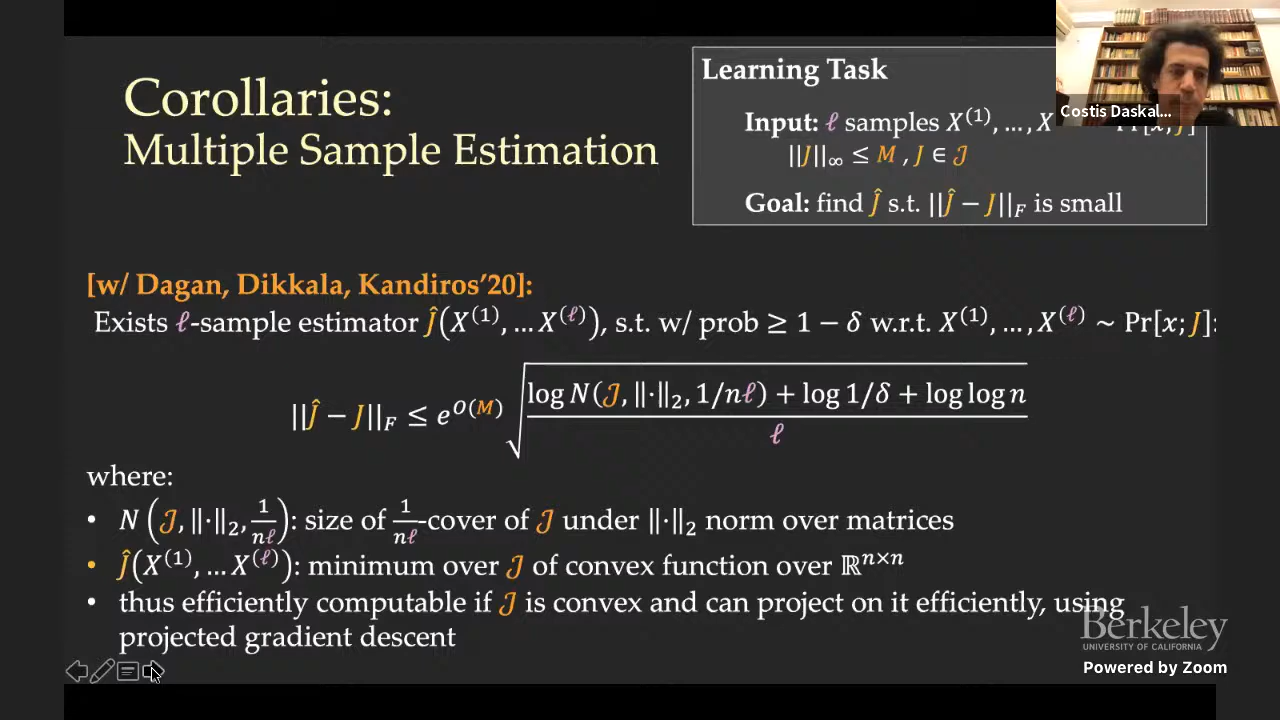 Corollaries:
Multiple Sample Estimation
Learning Task
Input: ℓ samples X⁽¹⁾, …, X
Pr[x; J]
||J||∞ ≤ M , J ∈ 𝒥
Goal: find Ĵ s.t. ||Ĵ − J||_F is small
Costis Daskal...
[w/ Dagan, Dikkala, Kandiros’20]:
Exists ℓ-sample estimator Ĵ(X⁽¹⁾, … X⁽ℓ⁾), s.t. w/ prob ≥ 1 − δ w.r.t. X⁽¹⁾, …, X⁽ℓ⁾ ~ Pr[x; J]:
||Ĵ − J||_F ≤ e^{O(M)} √((log N(𝒥, ‖·‖₂, 1/nℓ) + log 1/δ + log log n) / ℓ)
where:
• N(𝒥, ‖·‖₂, 1/nℓ): size of 1/nℓ-cover of 𝒥 under ‖·‖₂ norm over matrices
• Ĵ(X⁽¹⁾, … X⁽ℓ⁾): minimum over 𝒥 of convex function over ℝⁿˣⁿ
• thus efficiently computable if 𝒥 is convex and can project on it efficiently, using
projected gradient descent
Berkeley
UNIVERSITY OF CALIFORNIA
Powered by Zoom